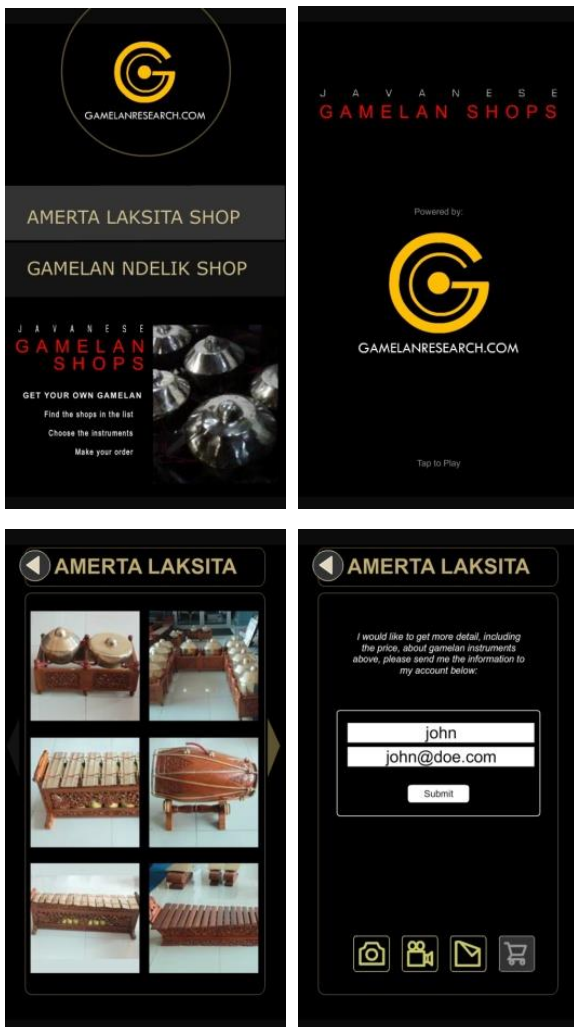 GAMELANRESEARCH.COM
AMERTA LAKSITA SHOP
GAMELAN NDELIK SHOP
JAVANESE
GAMELAN
SHOPS
GET YOUR OWN GAMELAN
Find the shops in the list
Choose the instruments
Make your order
JAVANESE
GAMELAN SHOPS
Powered by:
GAMELANRESEARCH.COM
Tap to Play
AMERTA LAKSITA
AMERTA LAKSITA
I would like to get more detail, including
the price, about gamelan instruments
above, please send me the information to
my account below:
john
john@doe.com
Submit